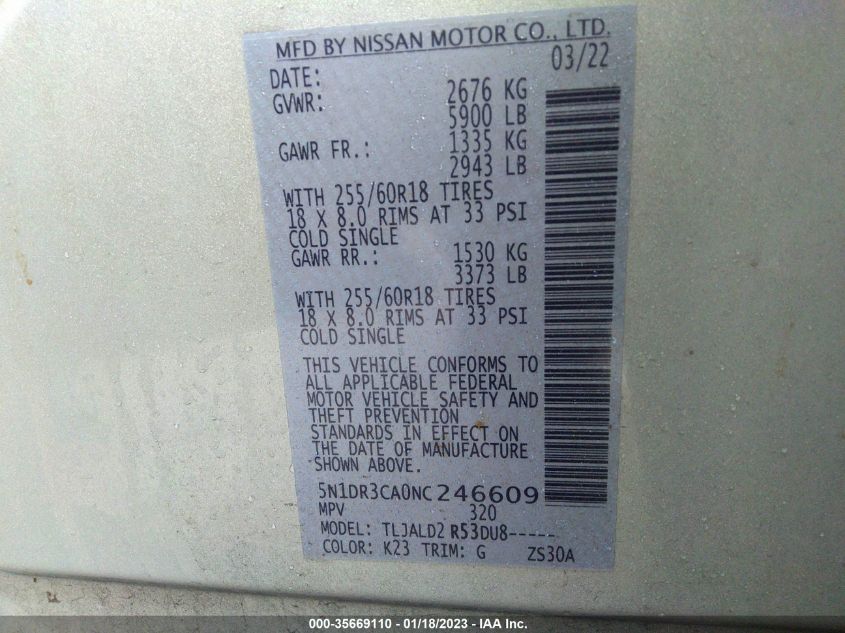 MFD BY NISSAN MOTOR CO., LTD.
DATE: 03/22
GVWR: 2676 KG
5900 LB
GAWR FR.: 1335 KG
2943 LB
WITH 255/60R18 TIRES
18 X 8.0 RIMS AT 33 PSI
COLD SINGLE
GAWR RR.: 1530 KG
3373 LB
WITH 255/60R18 TIRES
18 X 8.0 RIMS AT 33 PSI
COLD SINGLE
THIS VEHICLE CONFORMS TO
ALL APPLICABLE FEDERAL
MOTOR VEHICLE SAFETY AND
THEFT PREVENTION
STANDARDS IN EFFECT ON
THE DATE OF MANUFACTURE
SHOWN ABOVE.
5N1DR3CA0NC246609
MPV 320
MODEL: TLJALD2 R53DU8-----
COLOR: K23 TRIM: G ZS30A
000-35669110 - 01/18/2023 - IAA Inc.